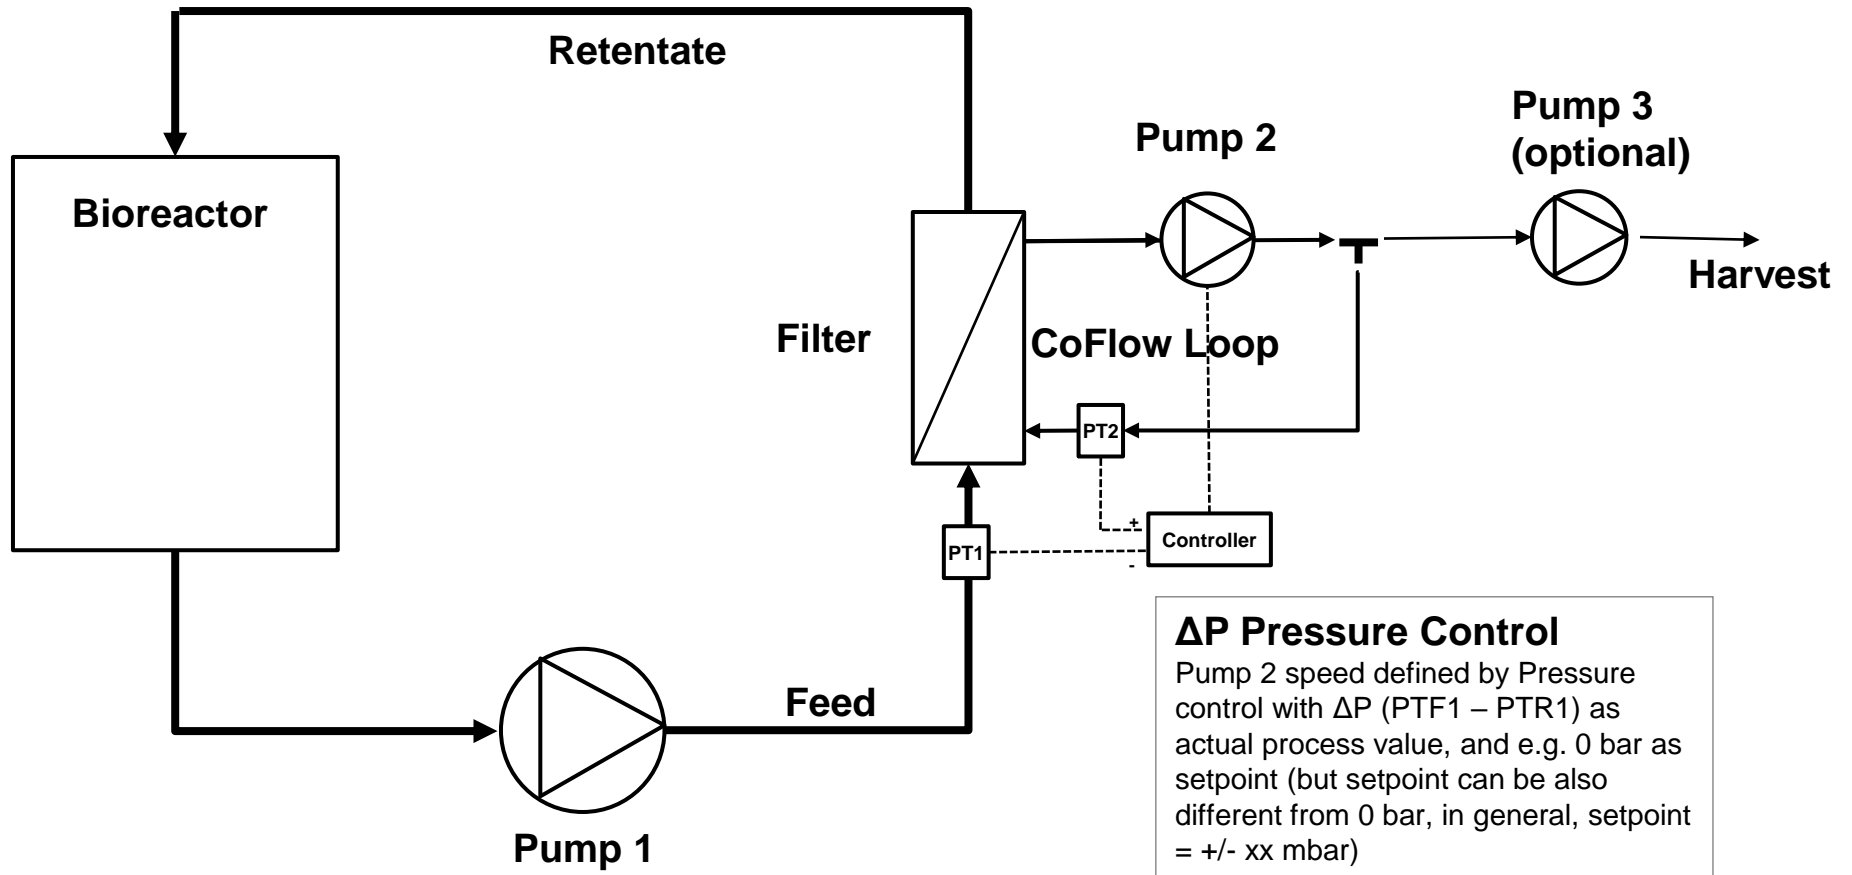 Retentate
Pump 3
(optional)
Pump 2
Bioreactor
Harvest
Filter
CoFlow Loop
PT2
+
Controller
PT1
-
ΔP Pressure Control
Pump 2 speed defined by Pressure
control with ΔP (PTF1 – PTR1) as
actual process value, and e.g. 0 bar as
setpoint (but setpoint can be also
different from 0 bar, in general, setpoint
= +/- xx mbar)
Feed
Pump 1